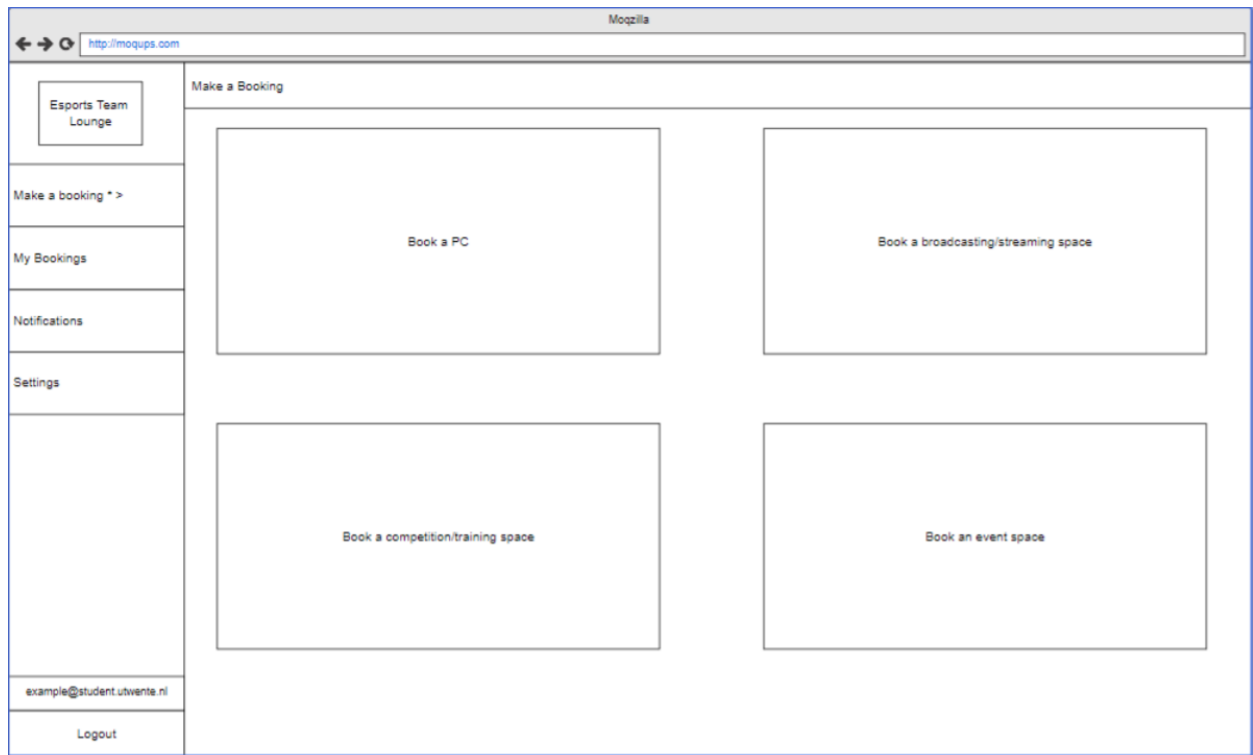 Moqzilla
http://moqups.com
Esports Team
Lounge
Make a Booking
Make a booking * >
My Bookings
Notifications
Settings
Book a PC
Book a broadcasting/streaming space
Book a competition/training space
Book an event space
example@student.utwente.nl
Logout